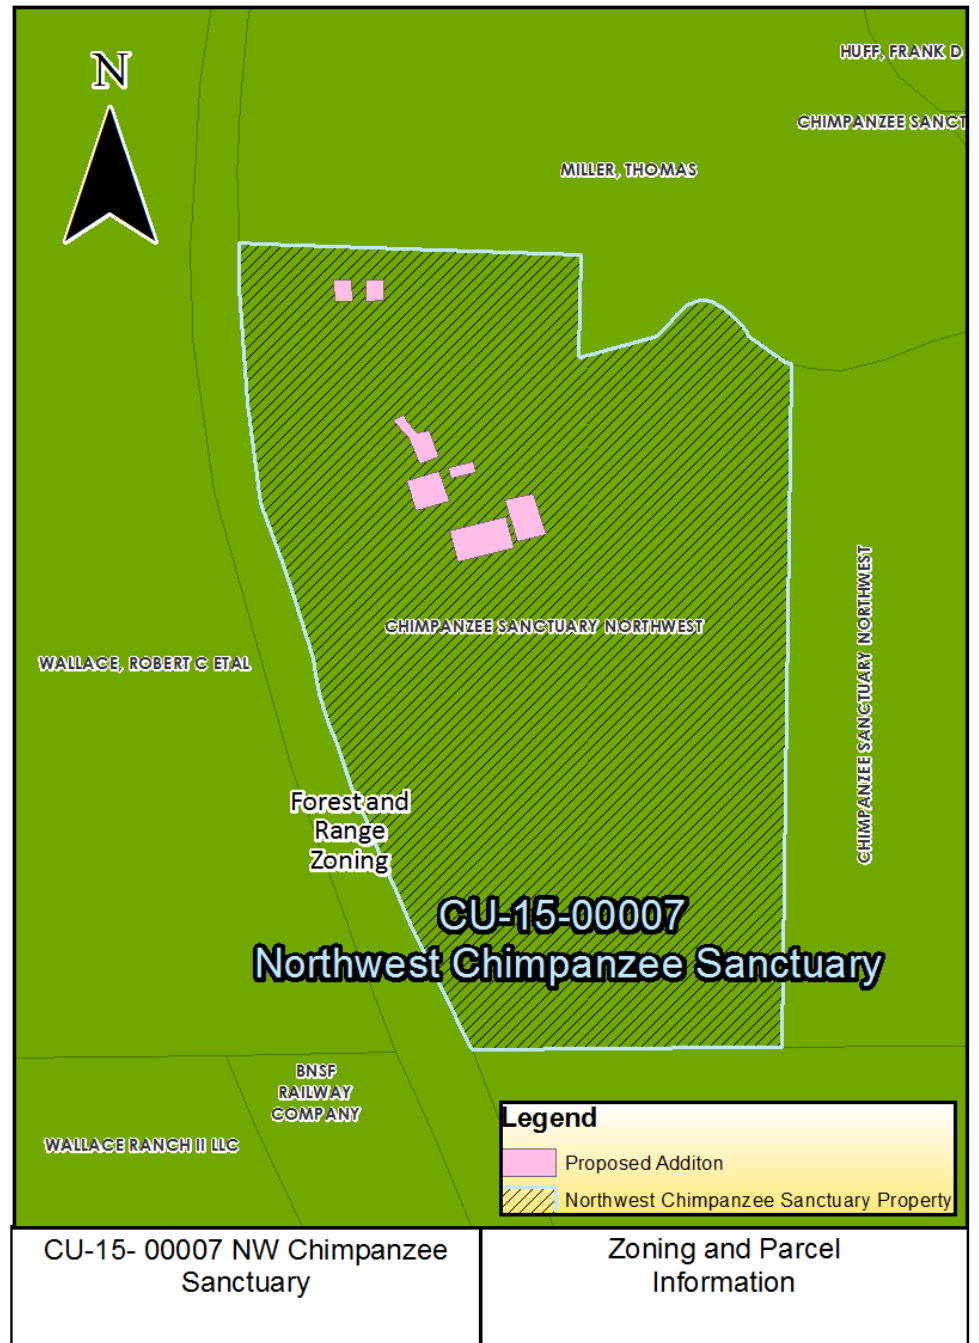 N
HUFF, FRANK D
CHIMPANZEE SANCT
MILLER, THOMAS
CHIMPANZEE SANCTUARY NORTHWEST
CHIMPANZEE SANCTUARY NORTHWEST
WALLACE, ROBERT C ETAL
Forest and
Range
Zoning
CU-15-00007
Northwest Chimpanzee Sanctuary
BNSF
RAILWAY
COMPANY
WALLACE RANCH II LLC
Legend
Proposed Additon
Northwest Chimpanzee Sanctuary Property
CU-15- 00007 NW Chimpanzee
Sanctuary
Zoning and Parcel
Information